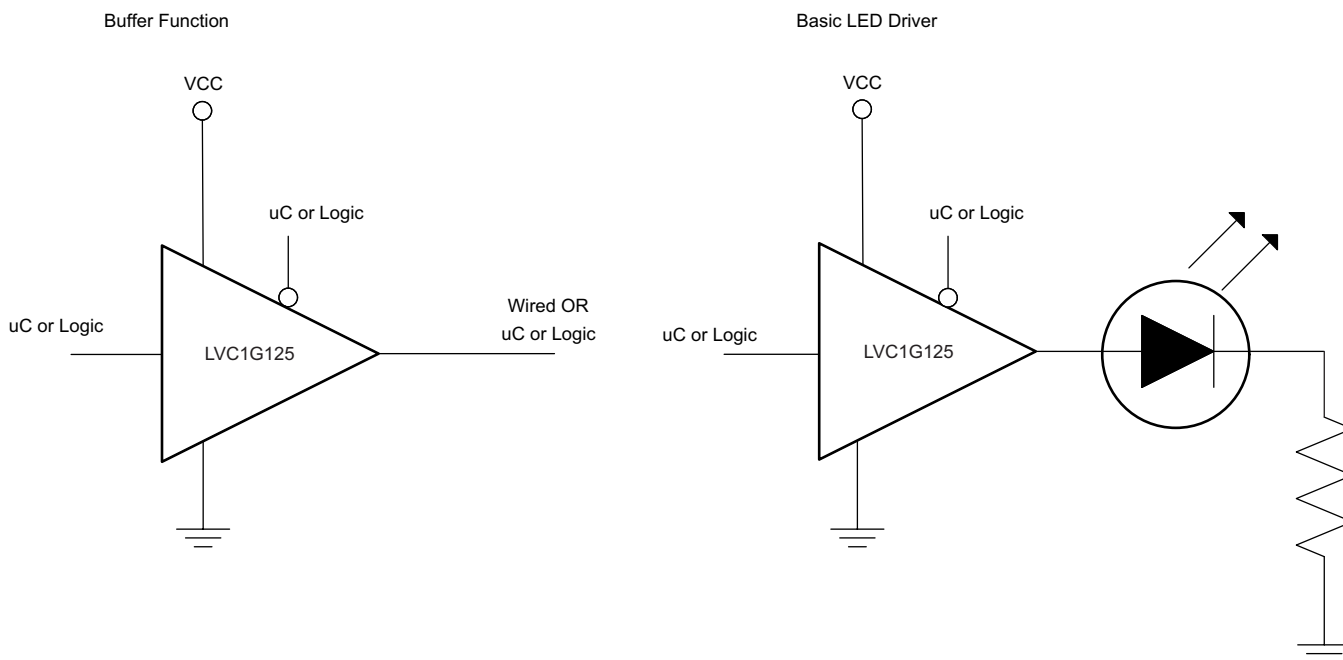 Buffer Function
VCC
uC or Logic
uC or Logic
LVC1G125
Wired OR
uC or Logic
Basic LED Driver
VCC
uC or Logic
uC or Logic
LVC1G125